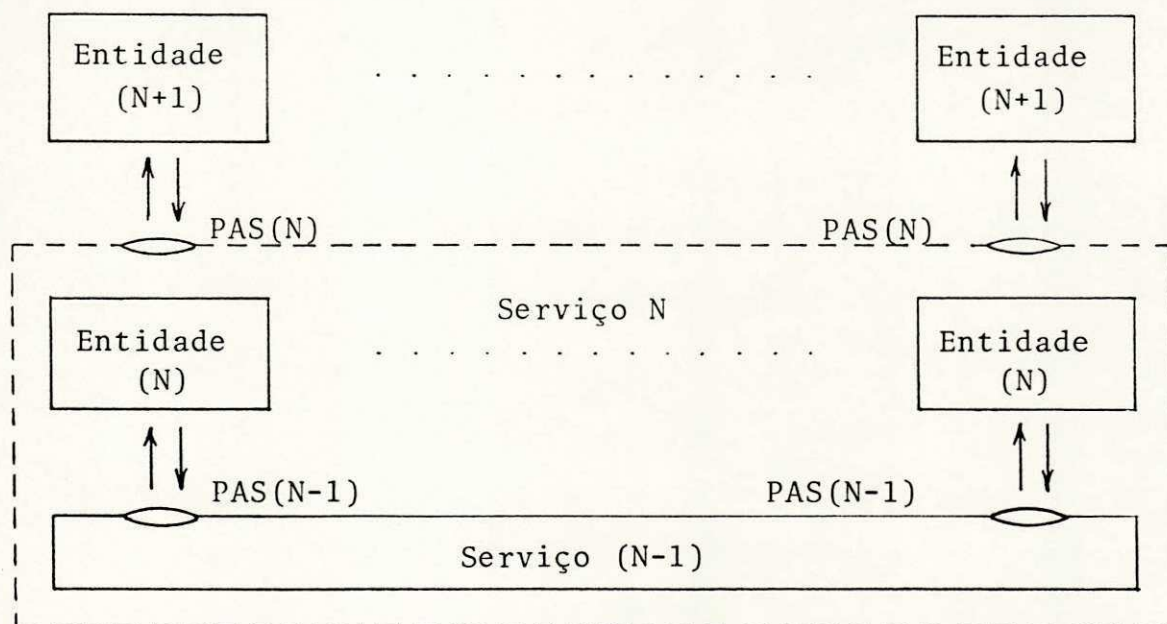 Entidade
(N+1)
Entidade
(N+1)
PAS(N)
PAS(N)
Serviço N
Entidade
(N)
Entidade
(N)
PAS(N-1)
PAS(N-1)
Serviço (N-1)